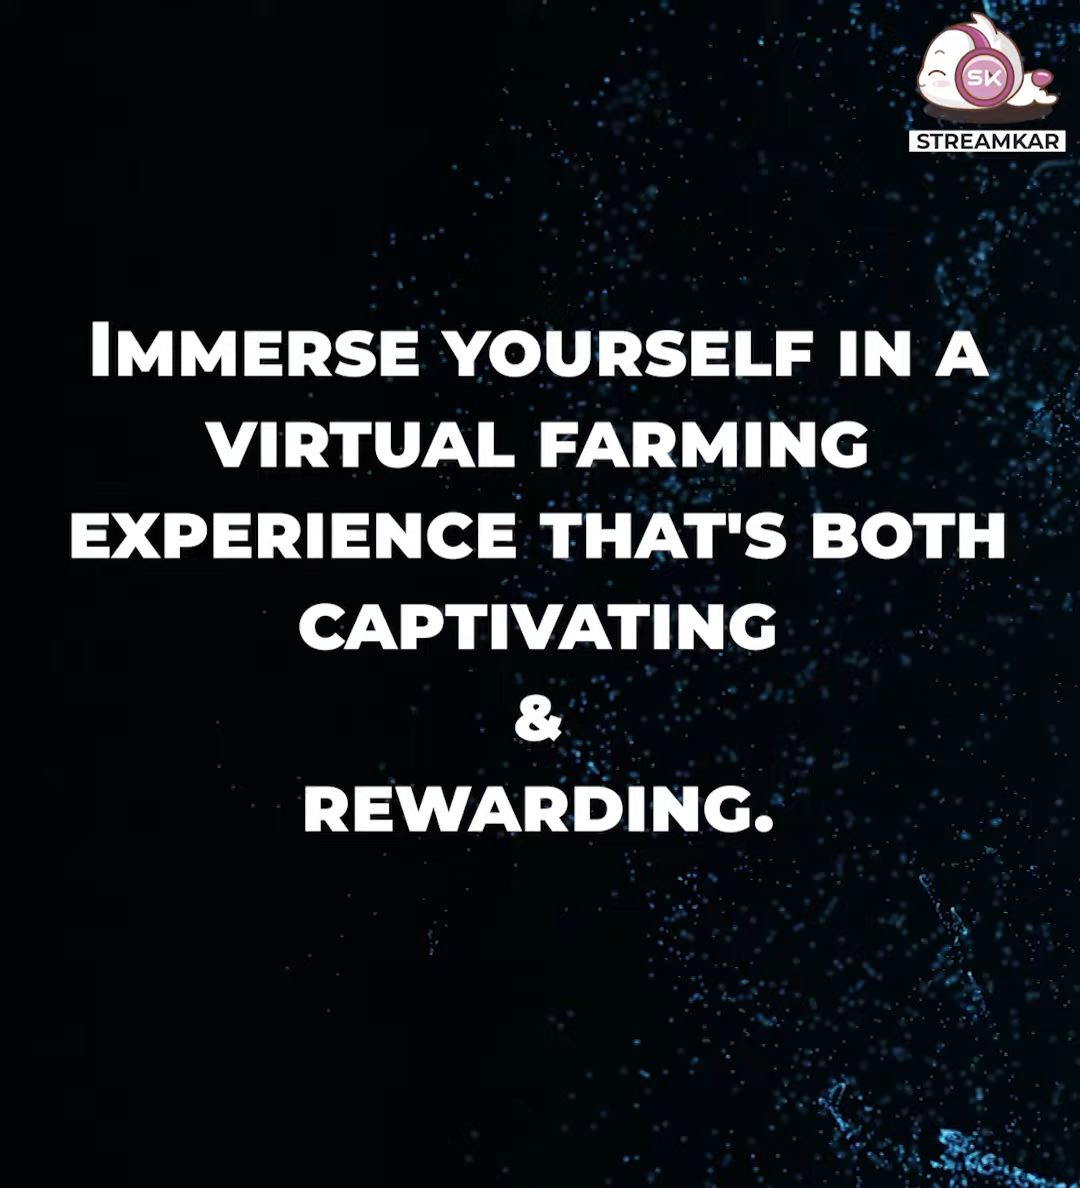 SK
STREAMKAR
IMMERSE YOURSELF IN A
VIRTUAL FARMING
EXPERIENCE THAT'S BOTH
CAPTIVATING
&
REWARDING.